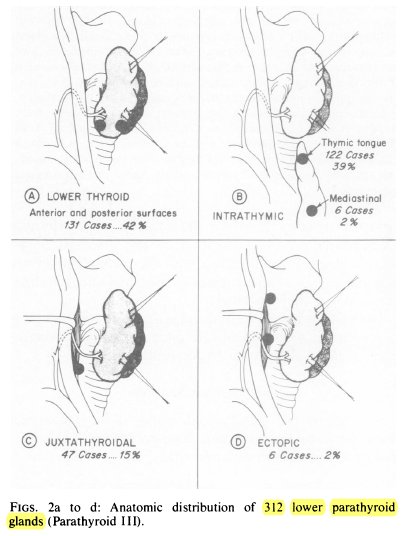 Ⓐ LOWER THYROID
Anterior and posterior surfaces
131 Cases....42 %
Thymic tongue
122 Cases
39%
Mediastinal
6 Cases
2 %
Ⓑ
INTRATHYMIC
Ⓒ JUXTATHYROIDAL
47 Cases....15%
Ⓓ ECTOPIC
6 Cases.... 2%
FIGS. 2a to d: Anatomic distribution of 312 lower parathyroid
glands (Parathyroid III).